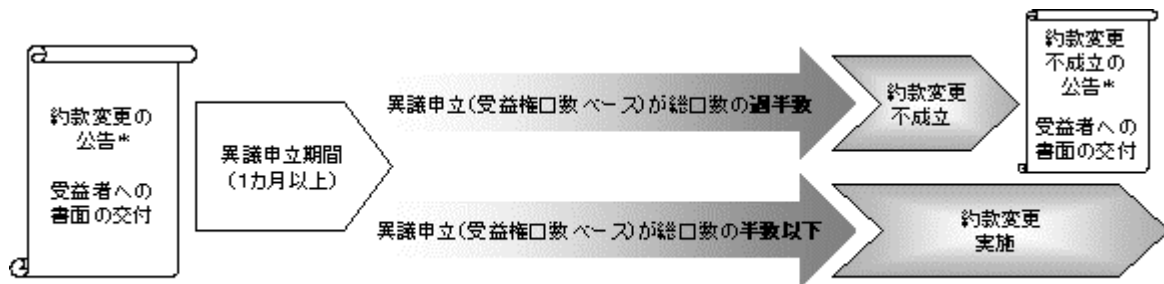 約款変更の
公告*
受益者への
書面の交付
異議申立期間
（1カ月以上）
異議申立(受益権口数ベース)が総口数の過半数
約款変更
不成立
約款変更
不成立の
公告*
受益者への
書面の交付
異議申立(受益権口数ベース)が総口数の半数以下
約款変更
実施